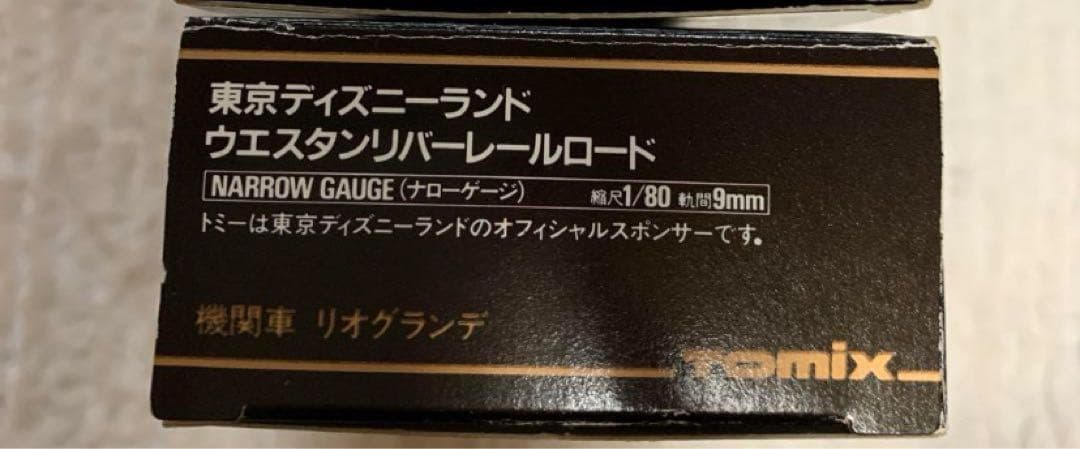 東京ディズニーランド
ウエスタンリバーレールロード
NARROW GAUGE(ナローゲージ) 縮尺1/80 軌間9mm
トミーは東京ディズニーランドのオフィシャルスポンサーです。
機関車 リオグランデ
TOMIX